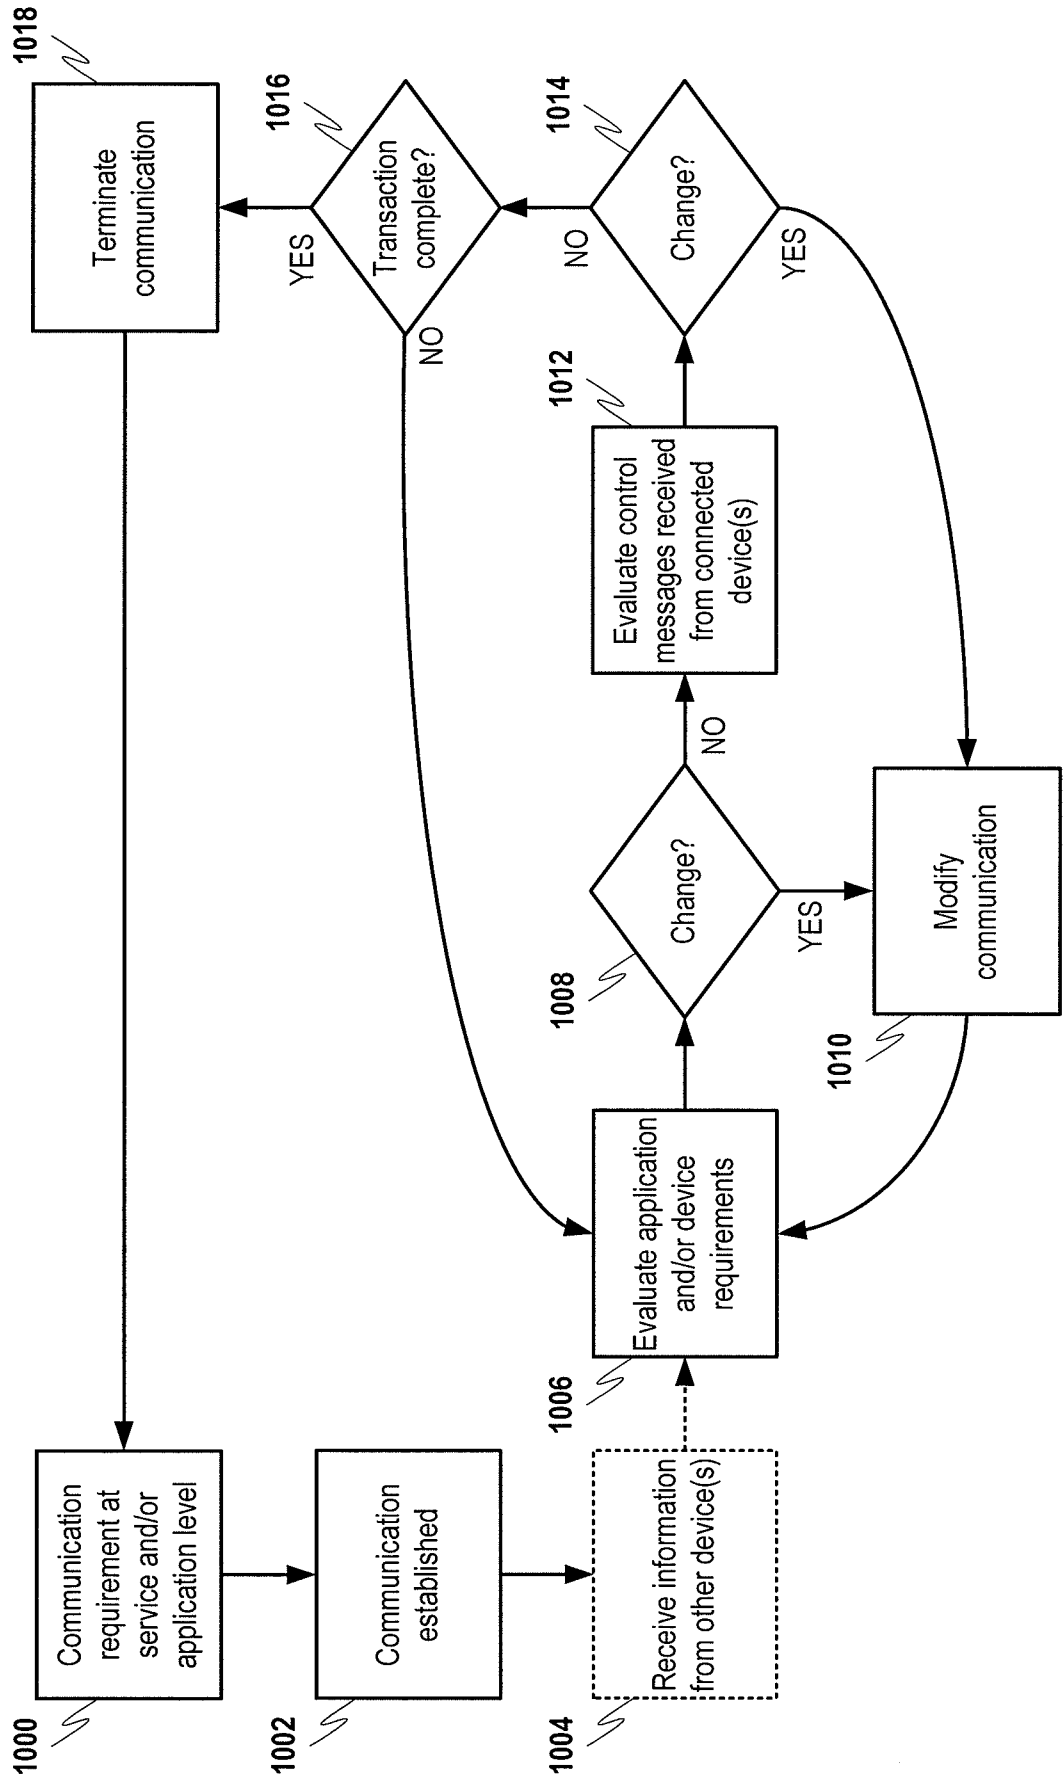 1000
Communication
requirement at
service and/or
application level
1002
Communication
established
1004
Receive information
from other device(s)
1006
Evaluate application
and/or device
requirements
1008
Change?
YES
NO
1010
Modify
communication
1012
Evaluate control
messages received
from connected
device(s)
1014
Change?
YES
NO
1016
Transaction
complete?
NO
YES
1018
Terminate
communication